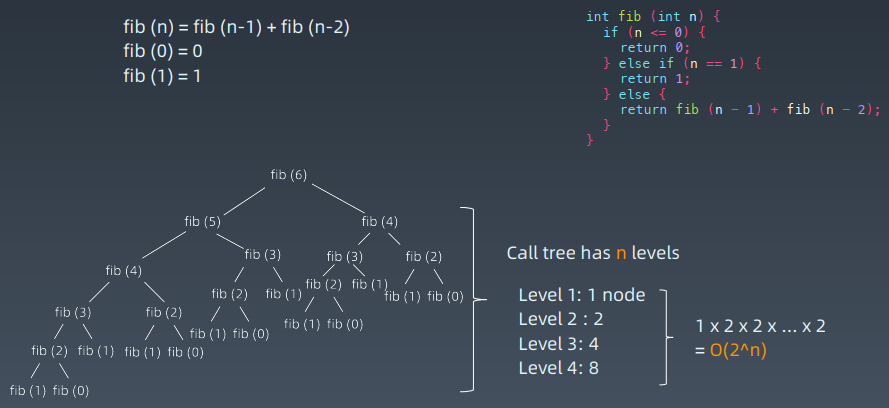 fib (n) = fib (n-1) + fib (n-2)
fib (0) = 0
fib (1) = 1
int fib (int n) {
if (n <= 0) {
return 0;
} else if (n == 1) {
return 1;
} else {
return fib (n - 1) + fib (n - 2);
}
}
fib (6)
fib (5) fib (4)
fib (4) fib (3) fib (3) fib (2)
fib (3) fib (2) fib (2) fib (1) fib (2) fib (1) fib (1) fib (0)
fib (2) fib (1) fib (1) fib (0) fib (1) fib (0) fib (1) fib (0)
fib (1) fib (0)
Call tree has n levels
Level 1: 1 node
Level 2 : 2
Level 3: 4
Level 4: 8
1 x 2 x 2 x ... x 2
= O(2^n)